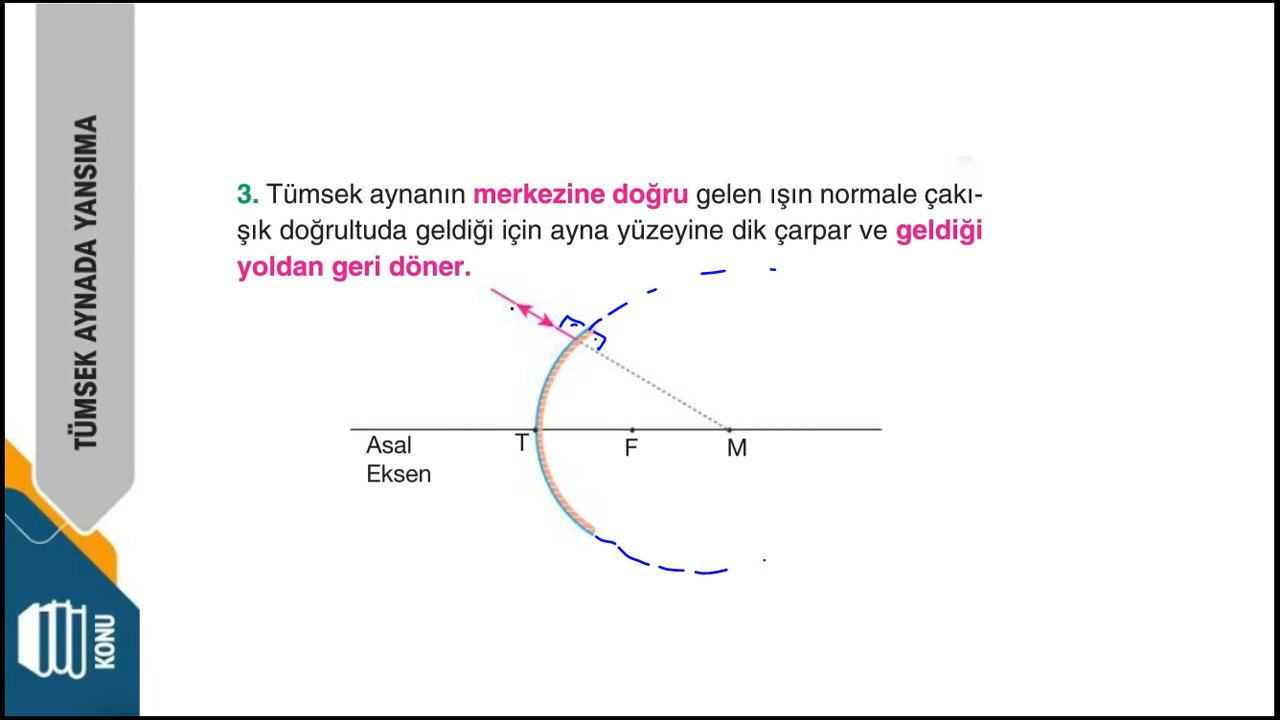 TÜMSEK AYNADA YANSIMA
3. Tümsek aynanın merkezine doğru gelen ışın normale çakı-
şık doğrultuda geldiği için ayna yüzeyine dik çarpar ve geldiği
yoldan geri döner.
Asal
Eksen
T
F
M
KONU